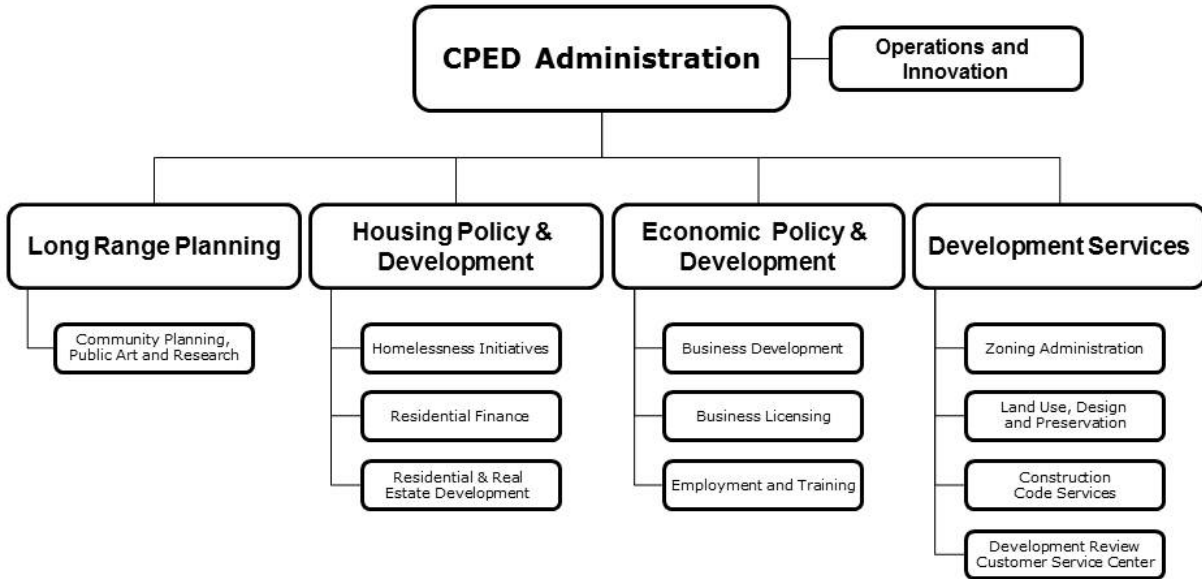 CPED Administration
Operations and
Innovation
Long Range Planning
Housing Policy &
Development
Economic Policy &
Development
Development Services
Community Planning,
Public Art and Research
Homelessness Initiatives
Residential Finance
Residential & Real
Estate Development
Business Development
Business Licensing
Employment and Training
Zoning Administration
Land Use, Design
and Preservation
Construction
Code Services
Development Review
Customer Service Center